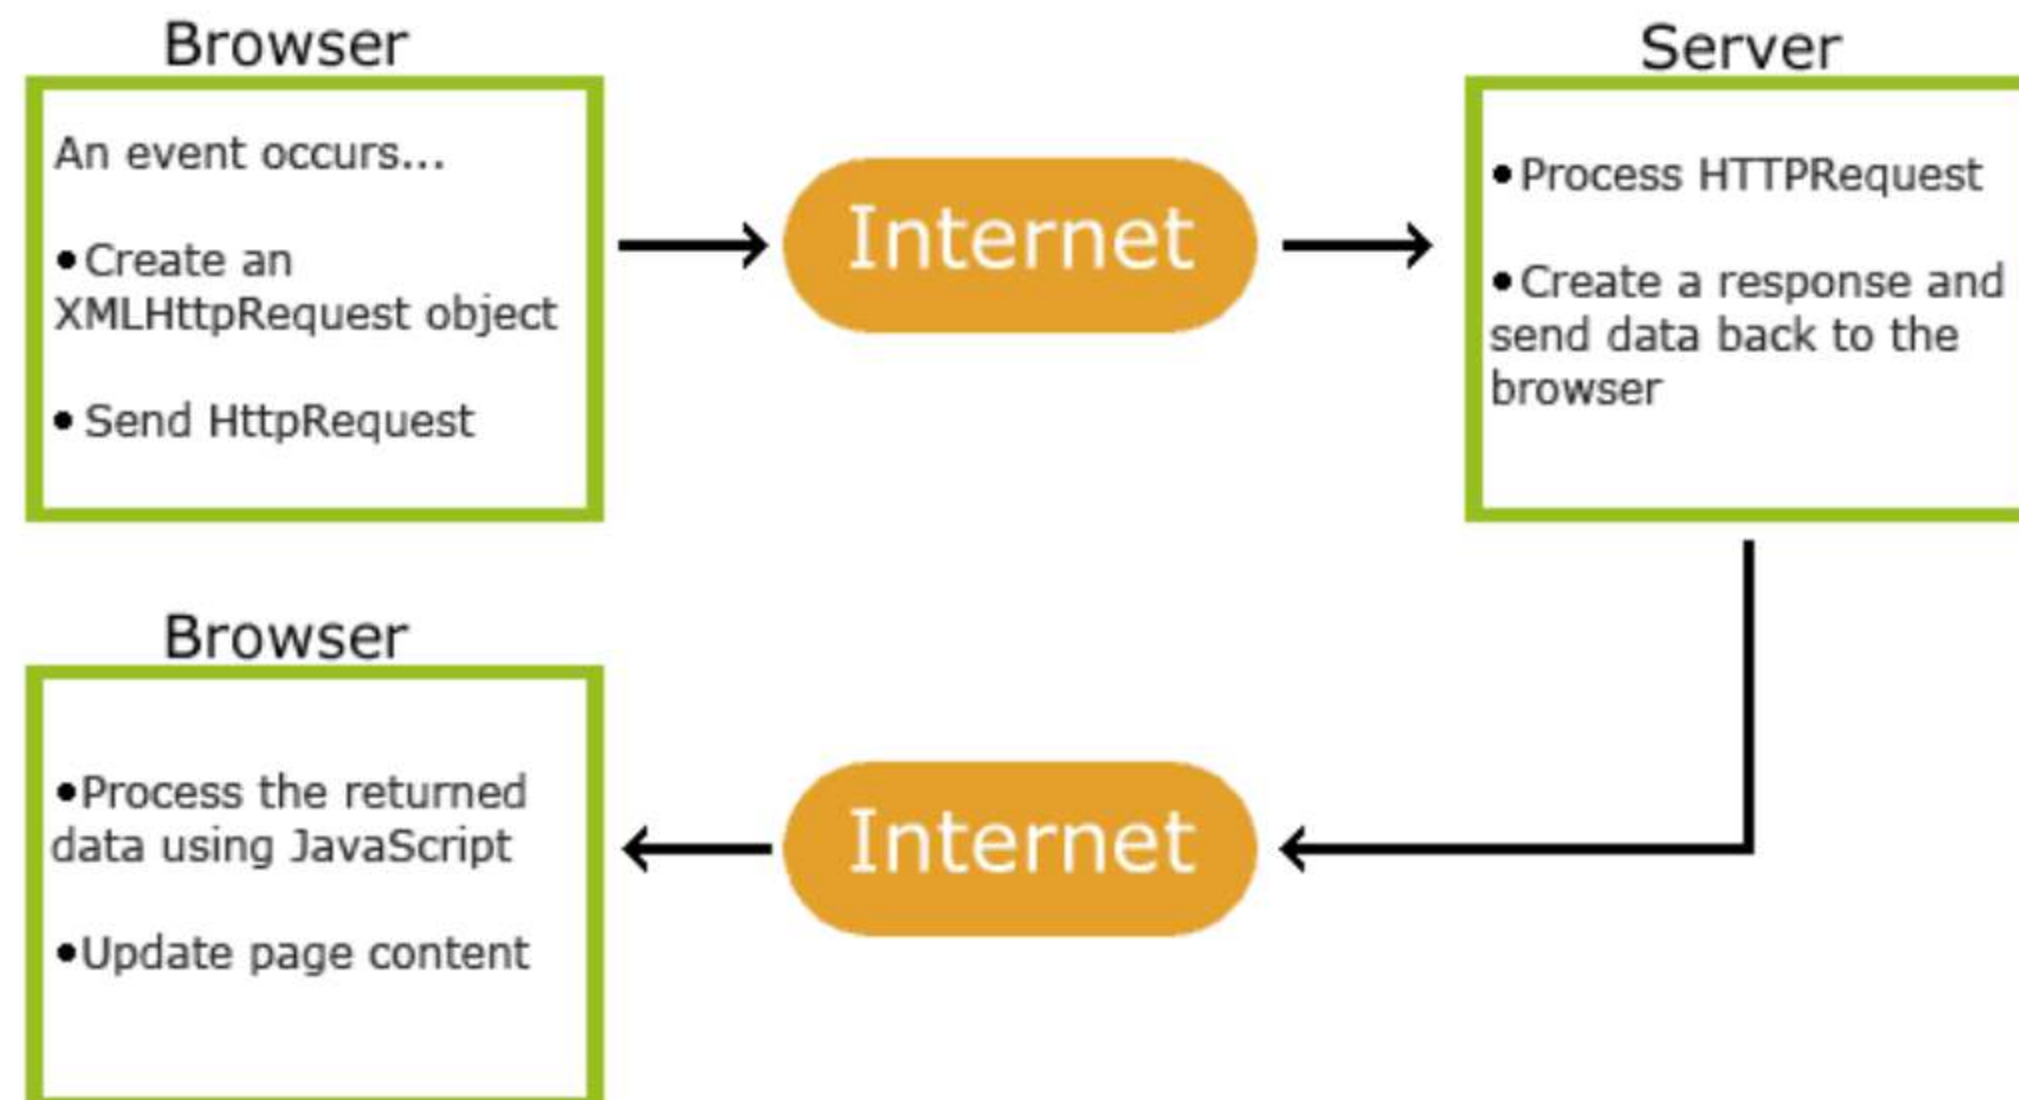 Browser
An event occurs...
•Create an
XMLHttpRequest object
• Send HttpRequest
Internet
Server
•Process HTTPRequest
•Create a response and
send data back to the
browser
Browser
•Process the returned
data using JavaScript
•Update page content
Internet